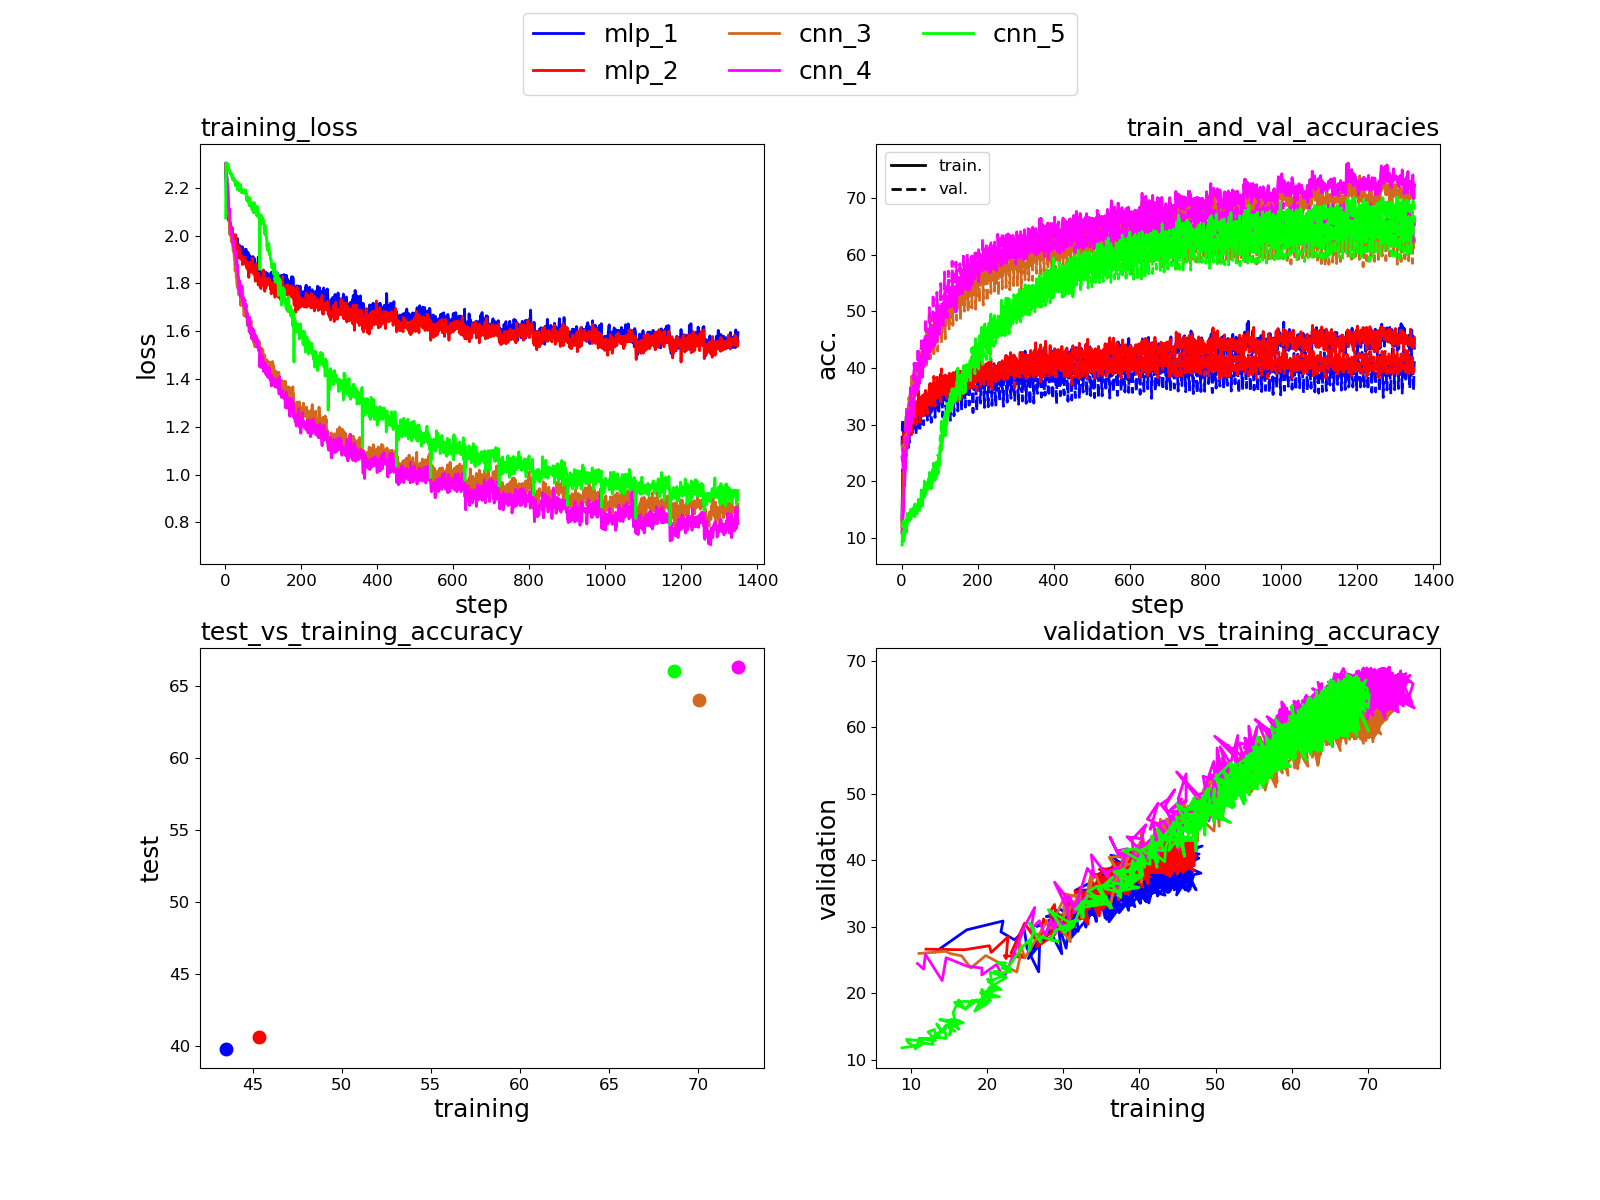 mlp_1 cnn_3 cnn_5
mlp_2 cnn_4
training_loss
2.2
2.0
1.8
1.6
1.4
1.2
1.0
0.8
loss
0 200 400 600 800 1000 1200 1400
step
train_and_val_accuracies
train.
val.
70
60
50
40
30
20
10
acc.
0 200 400 600 800 1000 1200 1400
step
test_vs_training_accuracy
65
60
55
50
45
40
test
45 50 55 60 65 70
training
validation_vs_training_accuracy
70
60
50
40
30
20
10
validation
10 20 30 40 50 60 70
training